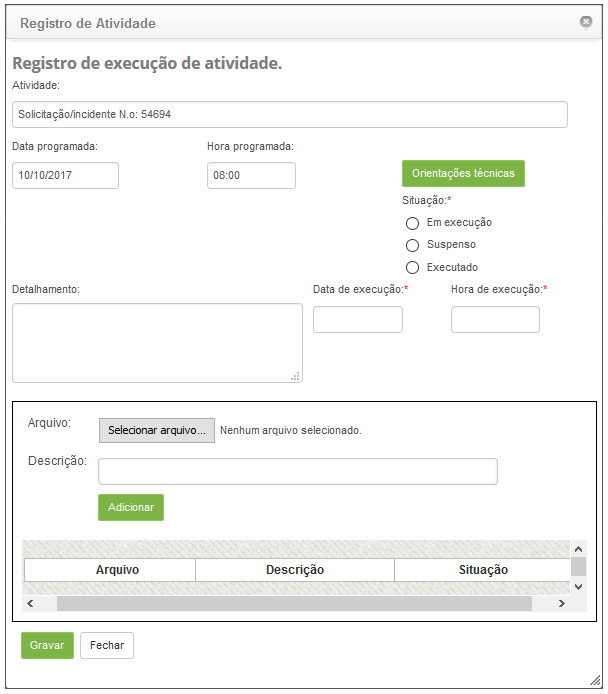 Registro de Atividade
Registro de execução de atividade.
Atividade:
Solicitação/incidente N.o: 54694
Data programada:
Hora programada:
10/10/2017
08:00
Orientações técnicas
Situação:*
Em execução
Suspenso
Executado
Detalhamento:
Data de execução:*
Hora de execução:*
Arquivo:
Selecionar arquivo...
Nenhum arquivo selecionado.
Descrição:
Adicionar
Arquivo
Descrição
Situação
Gravar
Fechar